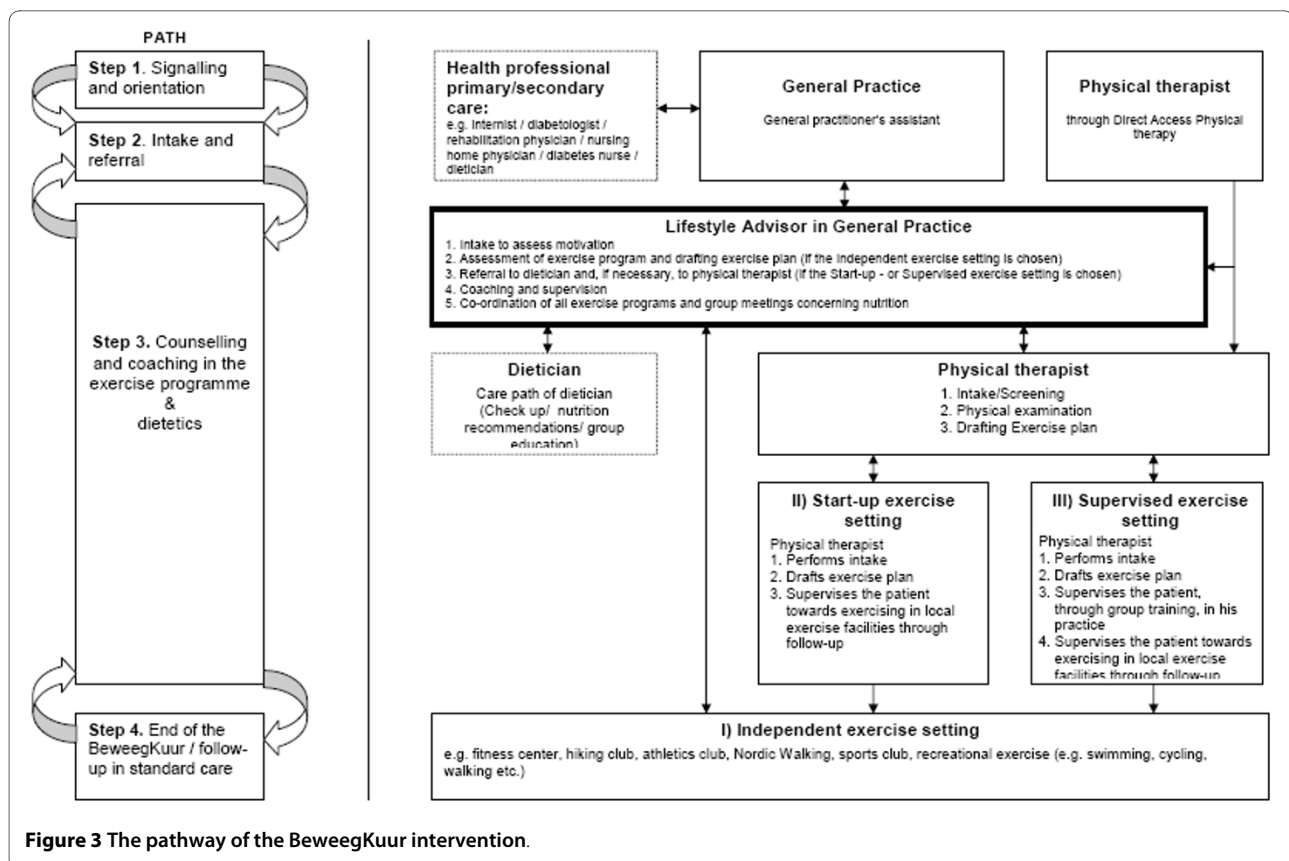 PATH
Step 1. Signalling
and orientation
Step 2. Intake and
referral
Step 3. Counselling
and coaching in the
exercise programme
&
dietetics
Step 4. End of the
BeweegKuur / follow-
up in standard care
Health professional
primary/secondary
care:
e.g. Internist / diabetologist /
rehabilitation physician / nursing
home physician / diabetes nurse /
dietician
General Practice
General practitioner's assistant
Physical therapist
through Direct Access Physical
therapy
Lifestyle Advisor in General Practice
1. Intake to assess motivation
2. Assessment of exercise program and drafting exercise plan (if the Independent exercise setting is chosen)
3. Referral to dietician and, if necessary, to physical therapist (if the Start-up - or Supervised exercise setting is chosen)
4. Coaching and supervision
5. Co-ordination of all exercise programs and group meetings concerning nutrition
Dietician
Care path of dietician
(Check up/ nutrition
recommendations/ group
education)
Physical therapist
1. Intake/Screening
2. Physical examination
3. Drafting Exercise plan
II) Start-up exercise
setting
Physical therapist
1. Performs intake
2. Drafts exercise plan
3. Supervises the patient
towards exercising in local
exercise facilities through
follow-up
III) Supervised exercise
setting
Physical therapist
1. Performs intake
2. Drafts exercise plan
3. Supervises the patient,
through group training, in his
practice
4. Supervises the patient towards
exercising in local exercise
facilities through follow-up
I) Independent exercise setting
e.g. fitness center, hiking club, athletics club, Nordic Walking, sports club, recreational exercise (e.g. swimming, cycling,
walking etc.)
Figure 3 The pathway of the BeweegKuur intervention.